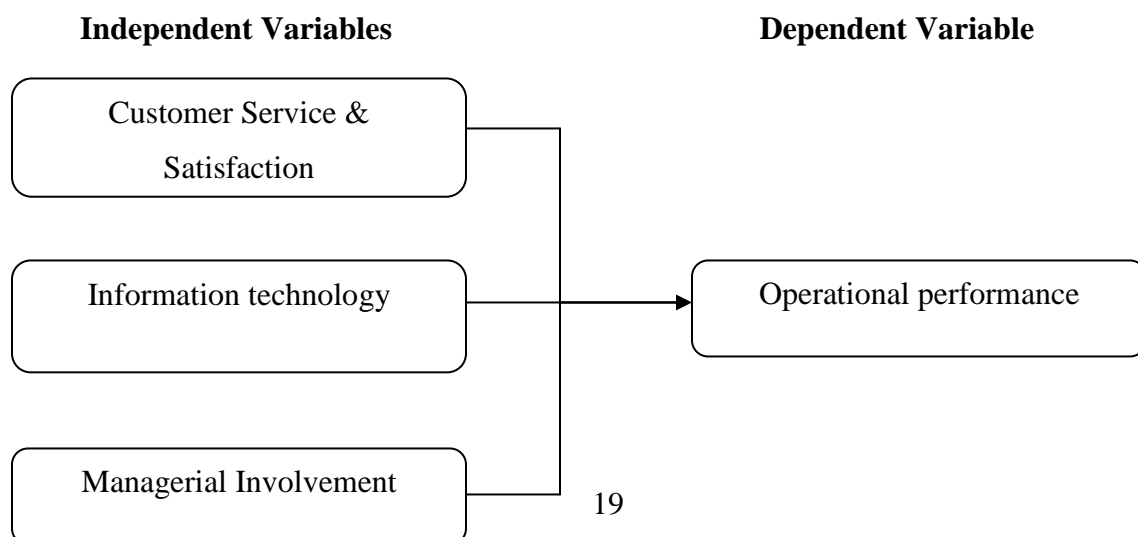 Independent Variables
Dependent Variable
Customer Service &
Satisfaction
Information technology
Operational performance
Managerial Involvement
19